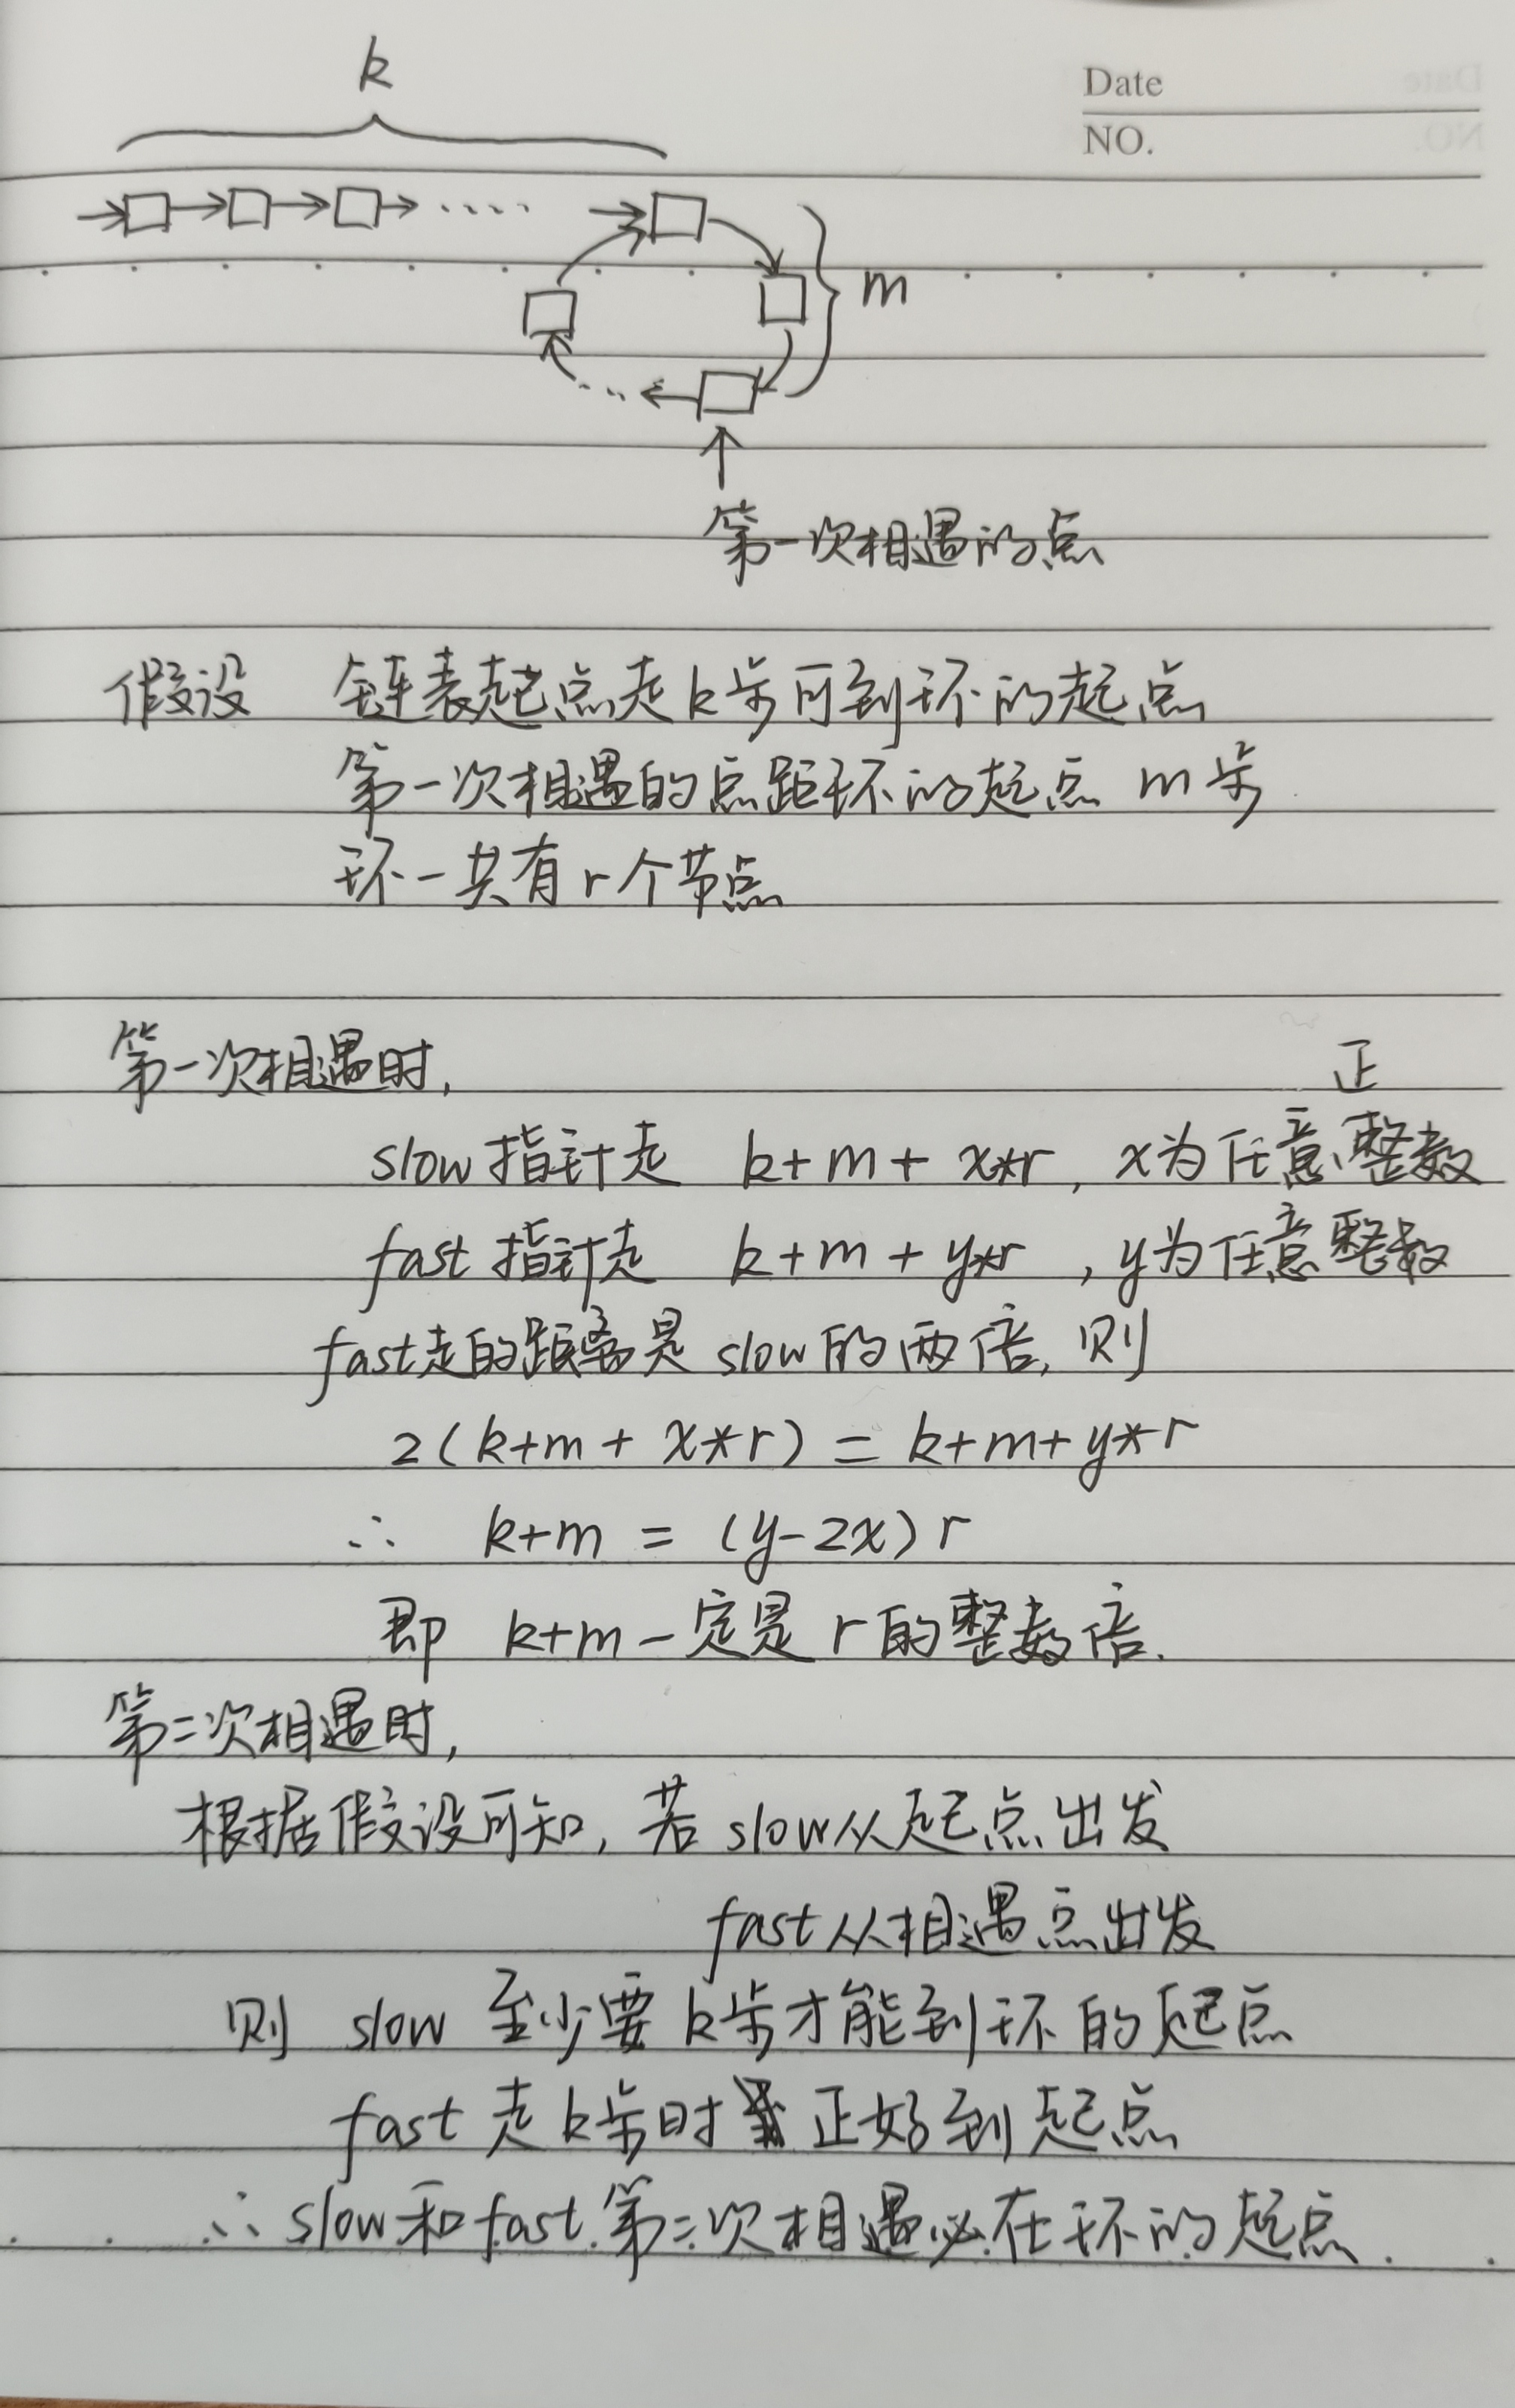 k
Date
NO.
m
第一次相遇的点
假设 链表起点走k步可到环的起点
第一次相遇的点距环的起点 m步
环一共有r个节点
第一次相遇时,
正
slow指针走 k+m+x*r, x为任意整数
fast指针走 k+m+y*r ,y为任意整数
fast走的距离是slow的两倍,则
2(k+m+x*r)=k+m+y*r
∴ k+m=(y-2x)r
即 k+m一定是r的整数倍.
第二次相遇时,
根据假设可知,若slow从起点出发
fast从相遇点出发
则 slow 至少要k步才能到环的起点
fast走k步时 正好到起点
∴slow和fast第二次相遇必在环的起点.